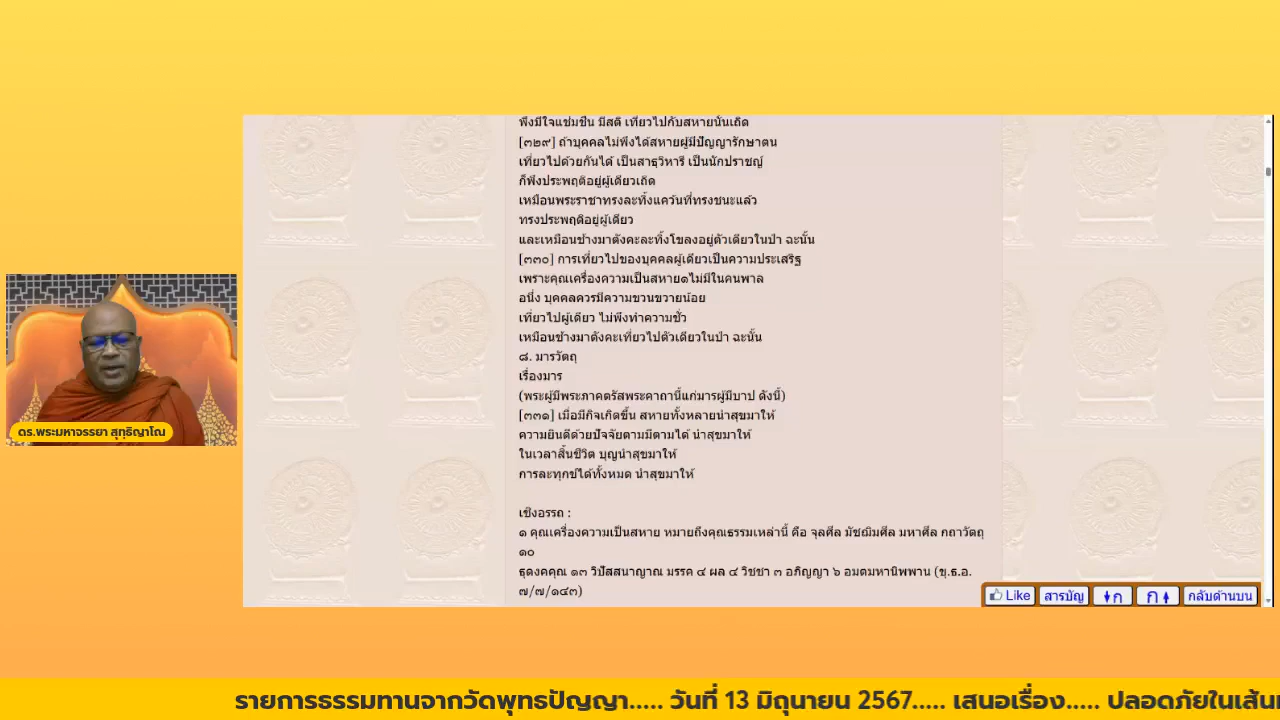 พึงมีใจแช่มชื่น มีสติ เที่ยวไปกับสหายนั้นเถิด
[๓๒๙] ถ้าบุคคลไม่พึงได้สหายผู้มีปัญญารักษาตน
เที่ยวไปด้วยกันได้ เป็นสาธุวิหารี เป็นนักปราชญ์
ก็พึงประพฤติอยู่ผู้เดียวเถิด
เหมือนพระราชาทรงละทิ้งแคว้นที่ทรงชนะแล้ว
ทรงประพฤติอยู่ผู้เดียว
และเหมือนช้างมาตังคะละทิ้งโขลงอยู่ตัวเดียวในป่า ฉะนั้น
[๓๓๐] การเที่ยวไปของบุคคลผู้เดียวเป็นความประเสริฐ
เพราะคุณเครื่องความเป็นสหาย๑ไม่มีในคนพาล
อนึ่ง บุคคลควรมีความขวนขวายน้อย
เที่ยวไปผู้เดียว ไม่พึงทำความชั่ว
เหมือนช้างมาตังคะเที่ยวไปตัวเดียวในป่า ฉะนั้น
๘. มารวัตถุ
เรื่องมาร
(พระผู้มีพระภาคตรัสพระคาถานี้แก่มารผู้มีบาป ดังนี้)
[๓๓๑] เมื่อมีกิจเกิดขึ้น สหายทั้งหลายนำสุขมาให้
ความยินดีด้วยปัจจัยตามมีตามได้ นำสุขมาให้
ในเวลาสิ้นชีวิต บุญนำสุขมาให้
การละทุกข์ได้ทั้งหมด นำสุขมาให้
เชิงอรรถ :
๑ คุณเครื่องความเป็นสหาย หมายถึงคุณธรรมเหล่านี้ คือ จุลศีล มัชฌิมศีล มหาศีล กถาวัตถุ
๑๐
ธุดงคคุณ ๑๓ วิปัสสนาญาณ มรรค ๔ ผล ๔ วิชชา ๓ อภิญญา ๖ อมตมหานิพพาน (ขุ.ธ.อ.
๗/๗/๑๔๓)
Like สารบัญ ก ก กลับด้านบน
ดร.พระมหาจรรยา สุทฺธิญาโณ
รายการธรรมทานจากวัดพุทธปัญญา..... วันที่ 13 มิถุนายน 2567..... เสนอเรื่อง..... ปลอดภัยในเส้น